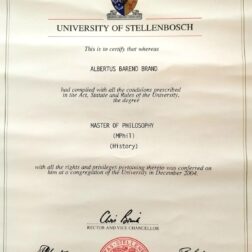 UNIVERSITY OF STELLENBOSCH
This is to certify that whereas
ALBERTUS BAREND BRAND
had complied with all the conditions prescribed
in the Act, Statute and Rules of the University,
the degree
MASTER OF PHILOSOPHY
(MPhil)
(History)
with all the rights and privileges pertaining thereto was conferred on
him at a congregation of the University in December 2004.
RECTOR AND VICE CHANCELLOR